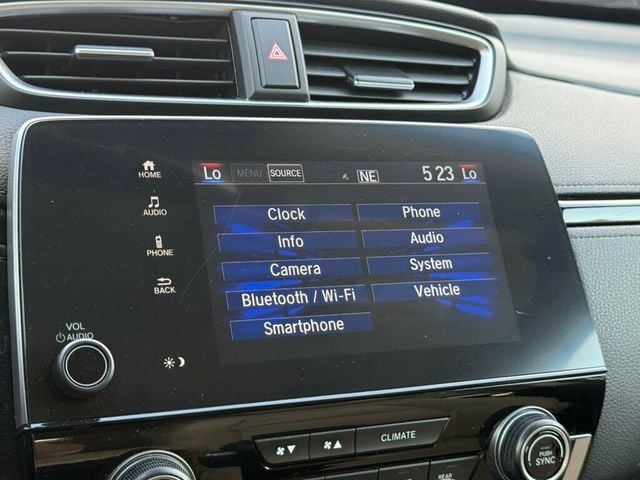 Lo MENU SOURCE NE 5 23 Lo
HOME
AUDIO
PHONE
BACK
Clock
Phone
Info
Audio
Camera
System
Bluetooth / Wi-Fi
Vehicle
Smartphone
VOL
AUDIO
CLIMATE
REAR
PUSH
SYNC